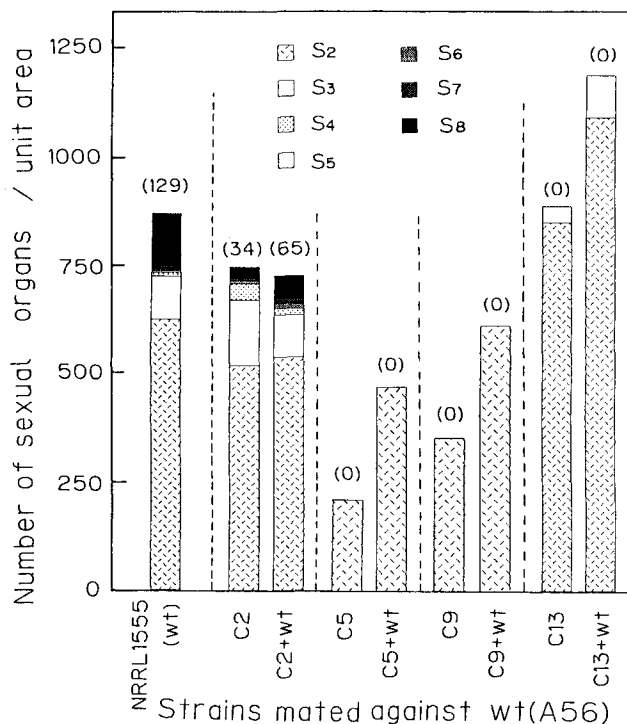 Number of sexual organs / unit area
1250
1000
750
500
250
0
S2
S3
S4
S5
S6
S7
S8
(129)
(34)
(65)
(0)
(0)
(0)
(0)
(0)
(0)
NRRL1555
(wt)
C2
C2+wt
C5
C5+wt
C9
C9+wt
C13
C13+wt
Strains mated against wt(A56)